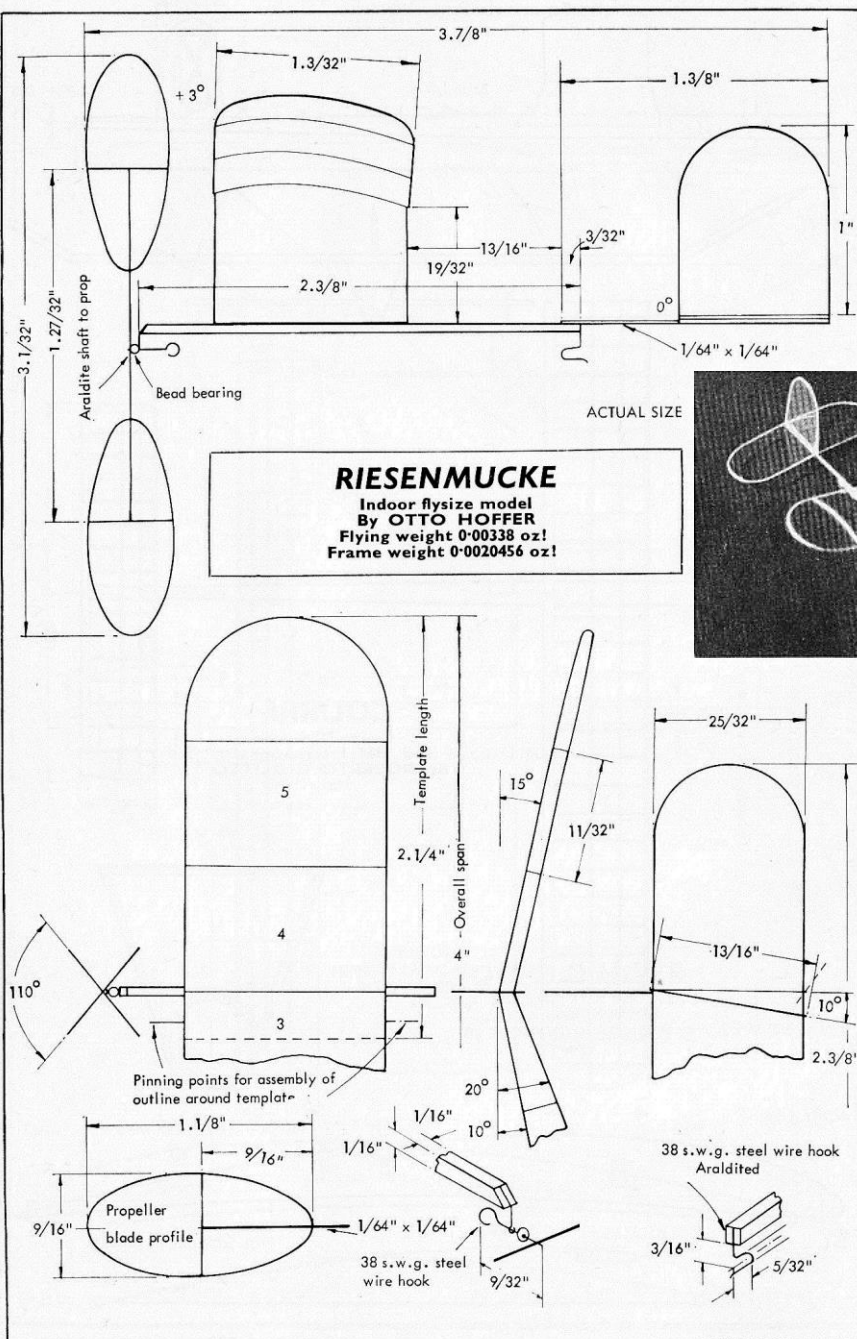 3.7/8"
1.3/32"
1.3/8"
+ 3°
1"
3/32"
13/16"
19/32"
2.3/8"
0°
3.1/32"
1.27/32"
Araldite shaft to prop
Bead bearing
1/64" x 1/64"
ACTUAL SIZE
RIESENMUCKE
Indoor flysize model
By OTTO HOFFER
Flying weight 0·00338 oz!
Frame weight 0·0020456 oz!
Template length
2.1/4"
Overall span
4"
5
4
3
15°
11/32"
25/32"
13/16"
10°
2.3/8"
110°
20°
10°
Pinning points for assembly of
outline around template
1.1/8"
9/16"
9/16"
Propeller
blade profile
1/64" x 1/64"
1/16"
1/16"
38 s.w.g. steel
wire hook
9/32"
38 s.w.g. steel wire hook
Araldited
3/16"
5/32"